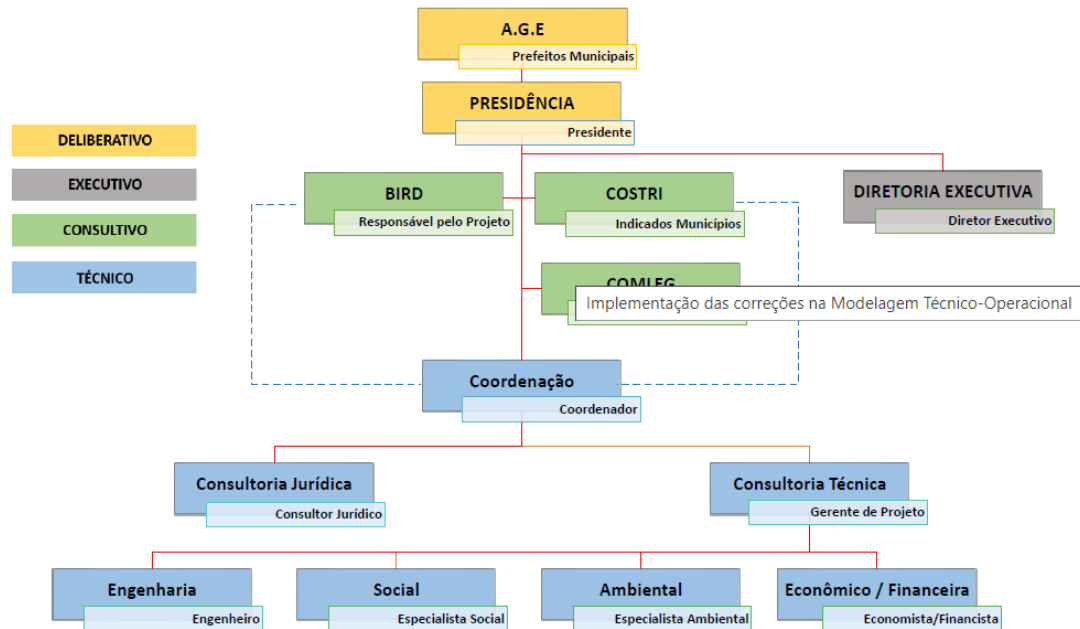 A.G.E
Prefeitos Municipais
PRESIDÊNCIA
Presidente
DELIBERATIVO
EXECUTIVO
CONSULTIVO
TÉCNICO
BIRD
Responsável pelo Projeto
COSTRI
Indicados Municípios
DIRETORIA EXECUTIVA
Diretor Executivo
Implementação das correções na Modelagem Técnico-Operacional
Coordenação
Coordenador
Consultoria Jurídica
Consultor Jurídico
Consultoria Técnica
Gerente de Projeto
Engenharia
Engenheiro
Social
Especialista Social
Ambiental
Especialista Ambiental
Econômico / Financeira
Economista/Financista